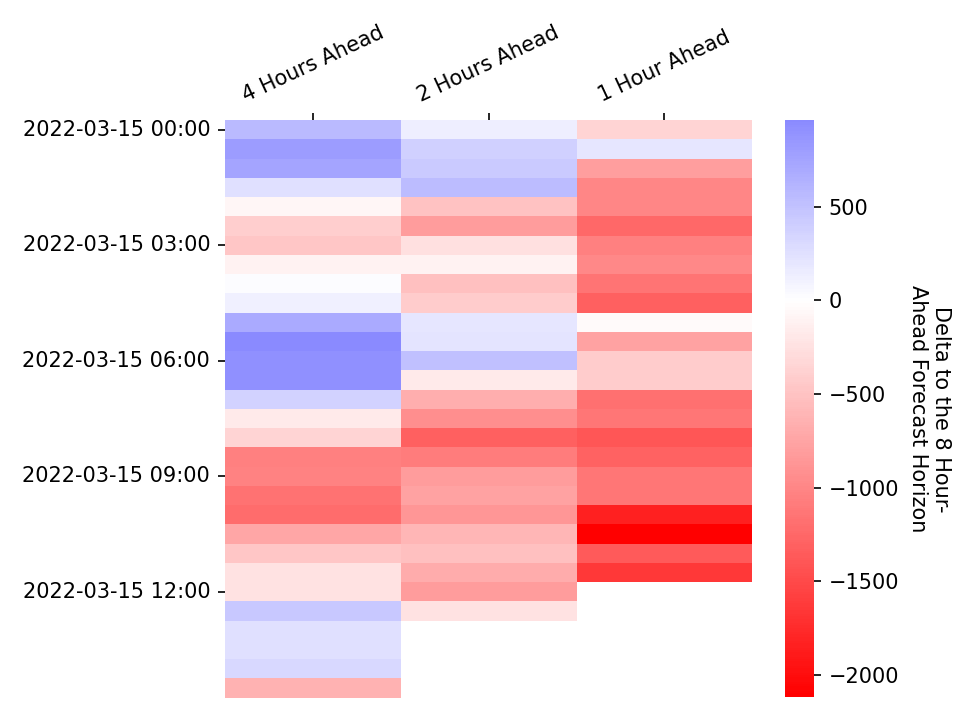 4 Hours Ahead
2 Hours Ahead
1 Hour Ahead
2022-03-15 00:00
2022-03-15 03:00
2022-03-15 06:00
2022-03-15 09:00
2022-03-15 12:00
500
0
−500
−1000
−1500
−2000
Delta to the 8 Hour-
Ahead Forecast Horizon